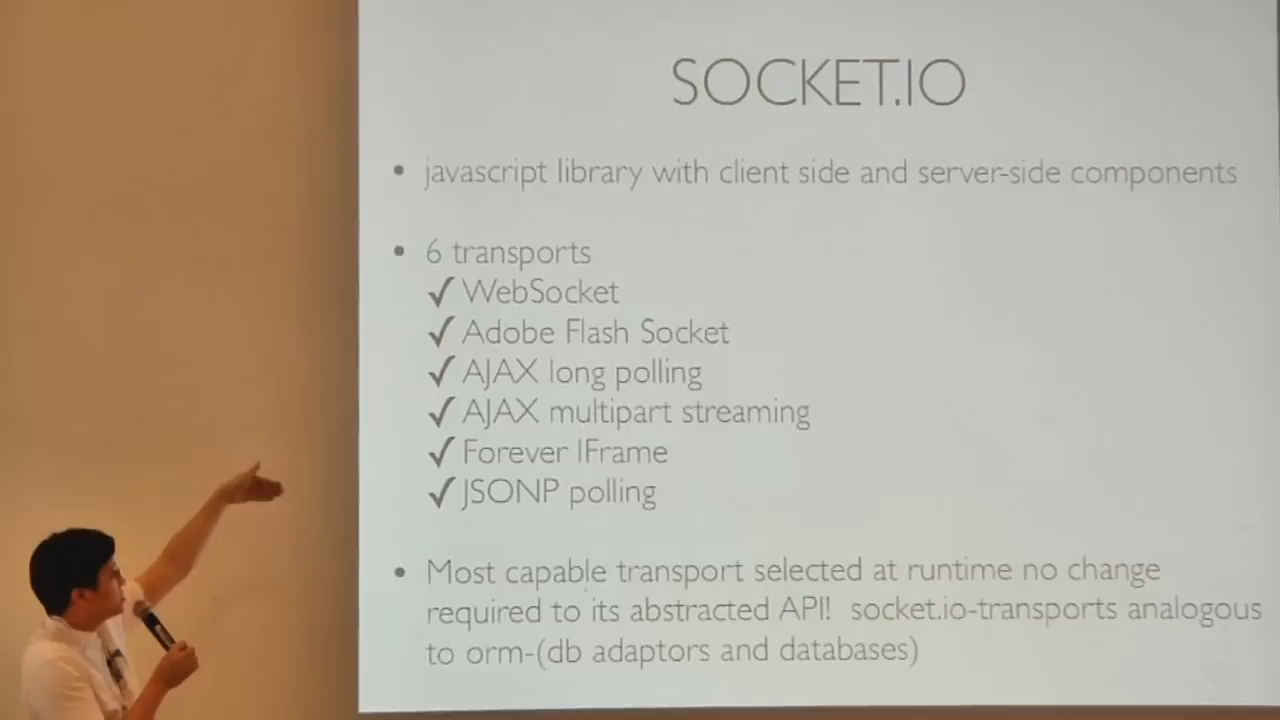 SOCKET.IO
• javascript library with client side and server-side components
• 6 transports
✓ WebSocket
✓ Adobe Flash Socket
✓ AJAX long polling
✓ AJAX multipart streaming
✓ Forever IFrame
✓ JSONP polling
• Most capable transport selected at runtime no change
required to its abstracted API! socket.io-transports analogous
to orm-(db adaptors and databases)